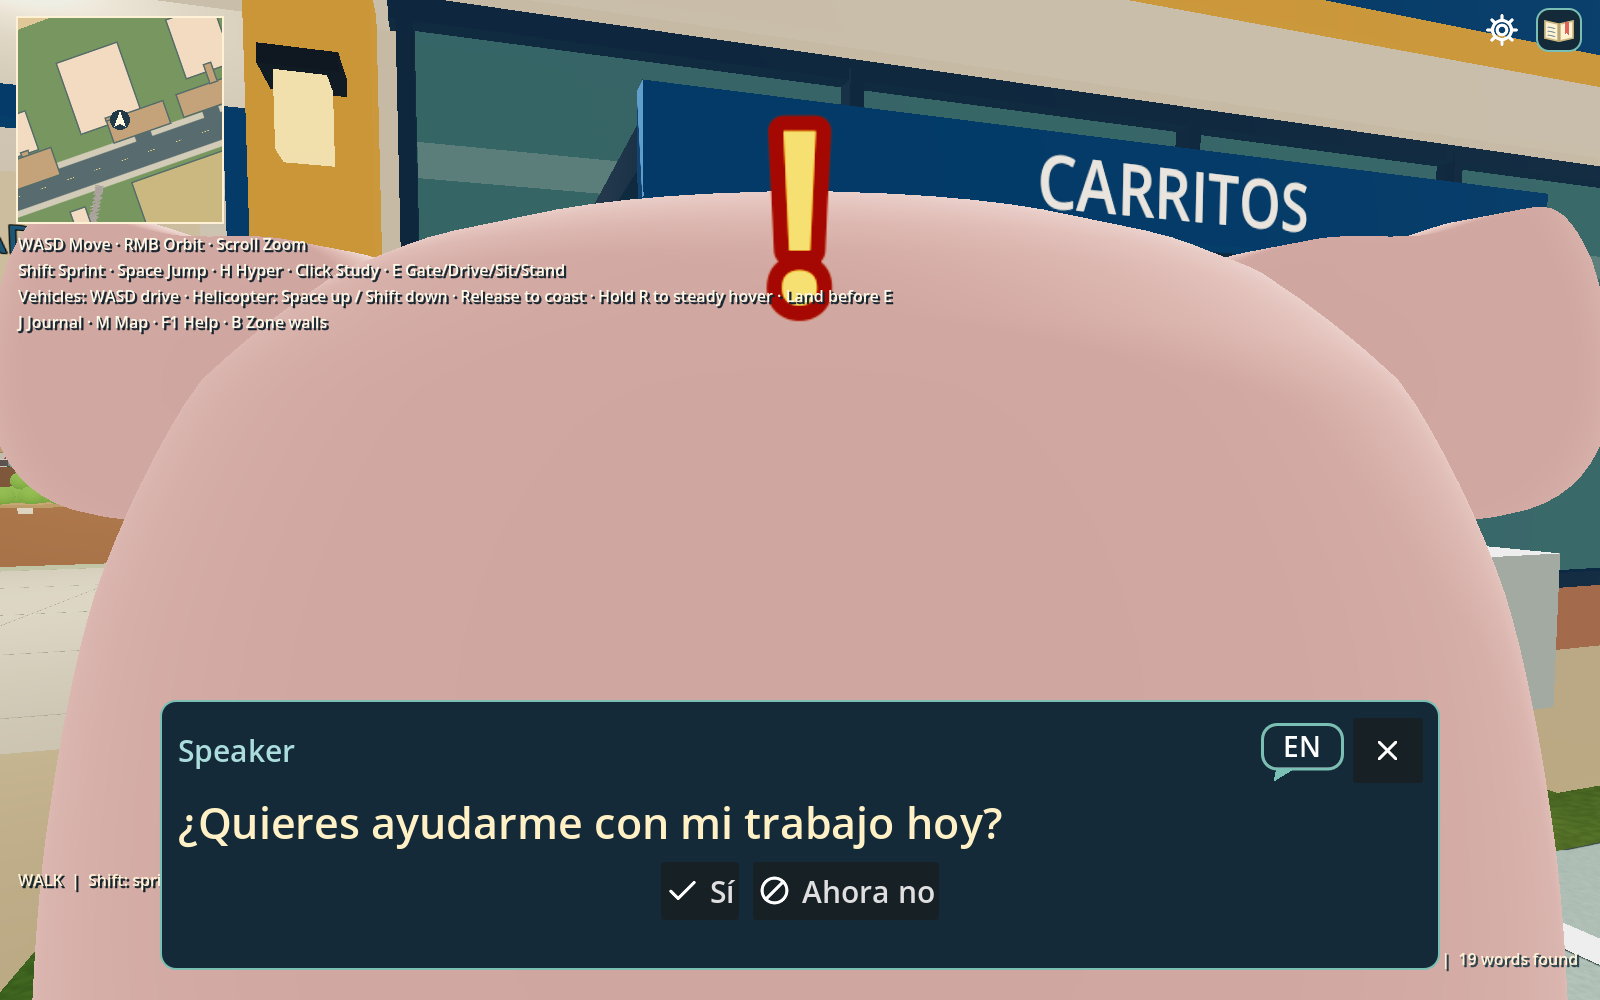 CARRITOS
WASD Move · RMB Orbit · Scroll Zoom
Shift Sprint · Space Jump · H Hyper · Click Study · E Gate/Drive/Sit/Stand
Vehicles: WASD drive · Helicopter: Space up / Shift down · Release to coast · Hold R to steady hover · Land before E
J Journal · M Map · F1 Help · B Zone walls
Speaker
EN
¿Quieres ayudarme con mi trabajo hoy?
Sí
Ahora no
WALK | Shift: spri
| 19 words found